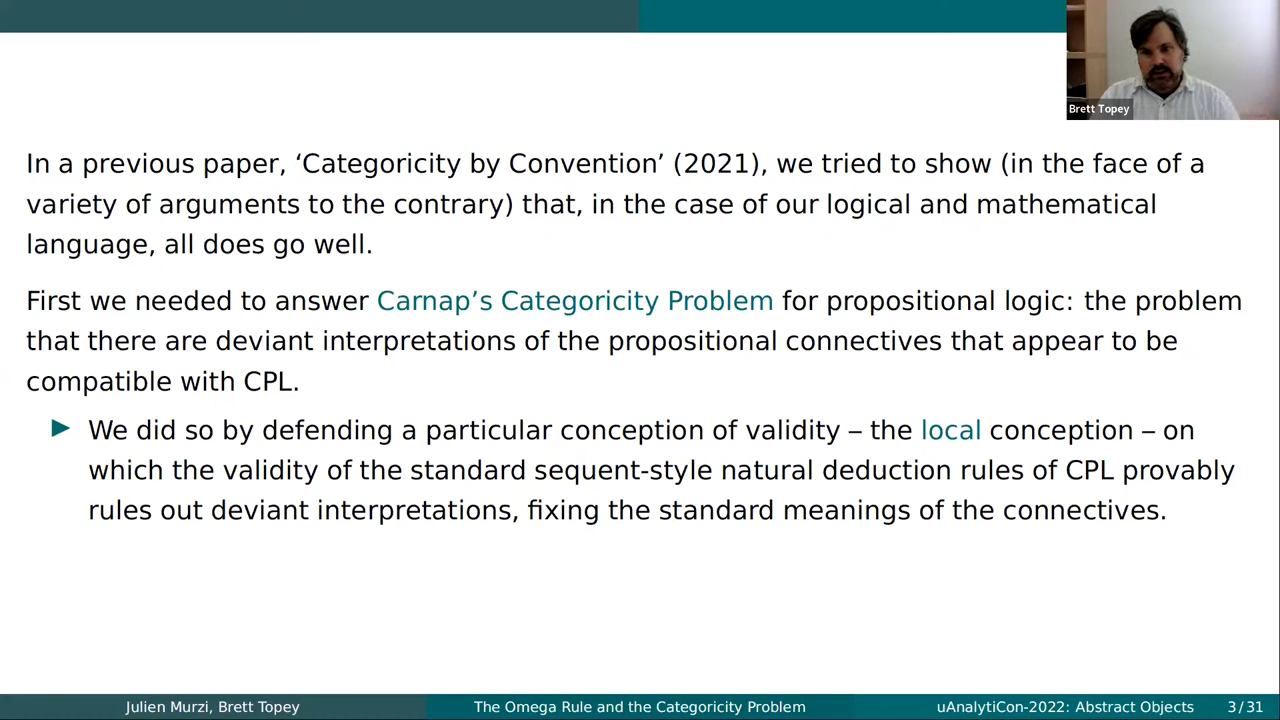 Brett Topey
In a previous paper, ‘Categoricity by Convention’ (2021), we tried to show (in the face of a
variety of arguments to the contrary) that, in the case of our logical and mathematical
language, all does go well.
First we needed to answer Carnap’s Categoricity Problem for propositional logic: the problem
that there are deviant interpretations of the propositional connectives that appear to be
compatible with CPL.
▶ We did so by defending a particular conception of validity – the local conception – on
which the validity of the standard sequent-style natural deduction rules of CPL provably
rules out deviant interpretations, fixing the standard meanings of the connectives.
Julien Murzi, Brett Topey The Omega Rule and the Categoricity Problem uAnalytiCon-2022: Abstract Objects 3/31